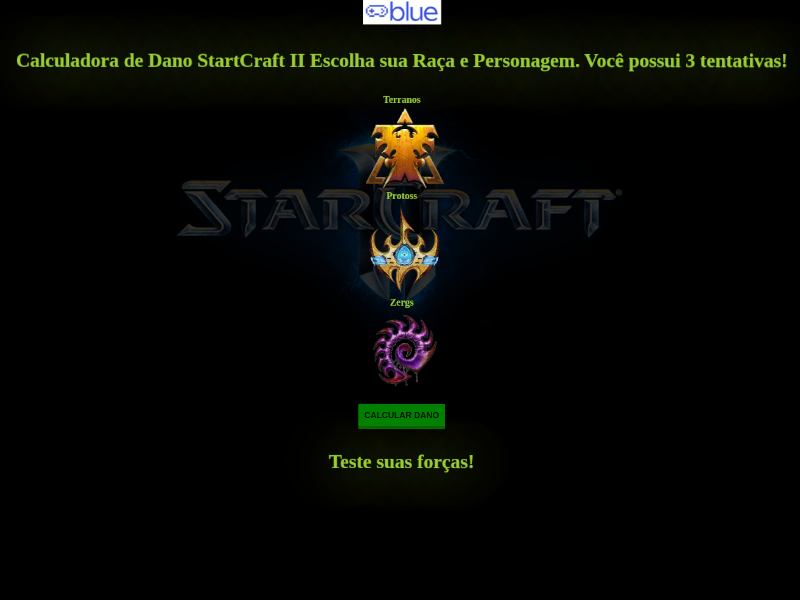 blue
Calculadora de Dano StartCraft II Escolha sua Raça e Personagem. Você possui 3 tentativas!
Terranos
Protoss
STARCRAFT
Zergs
CALCULAR DANO
Teste suas forças!